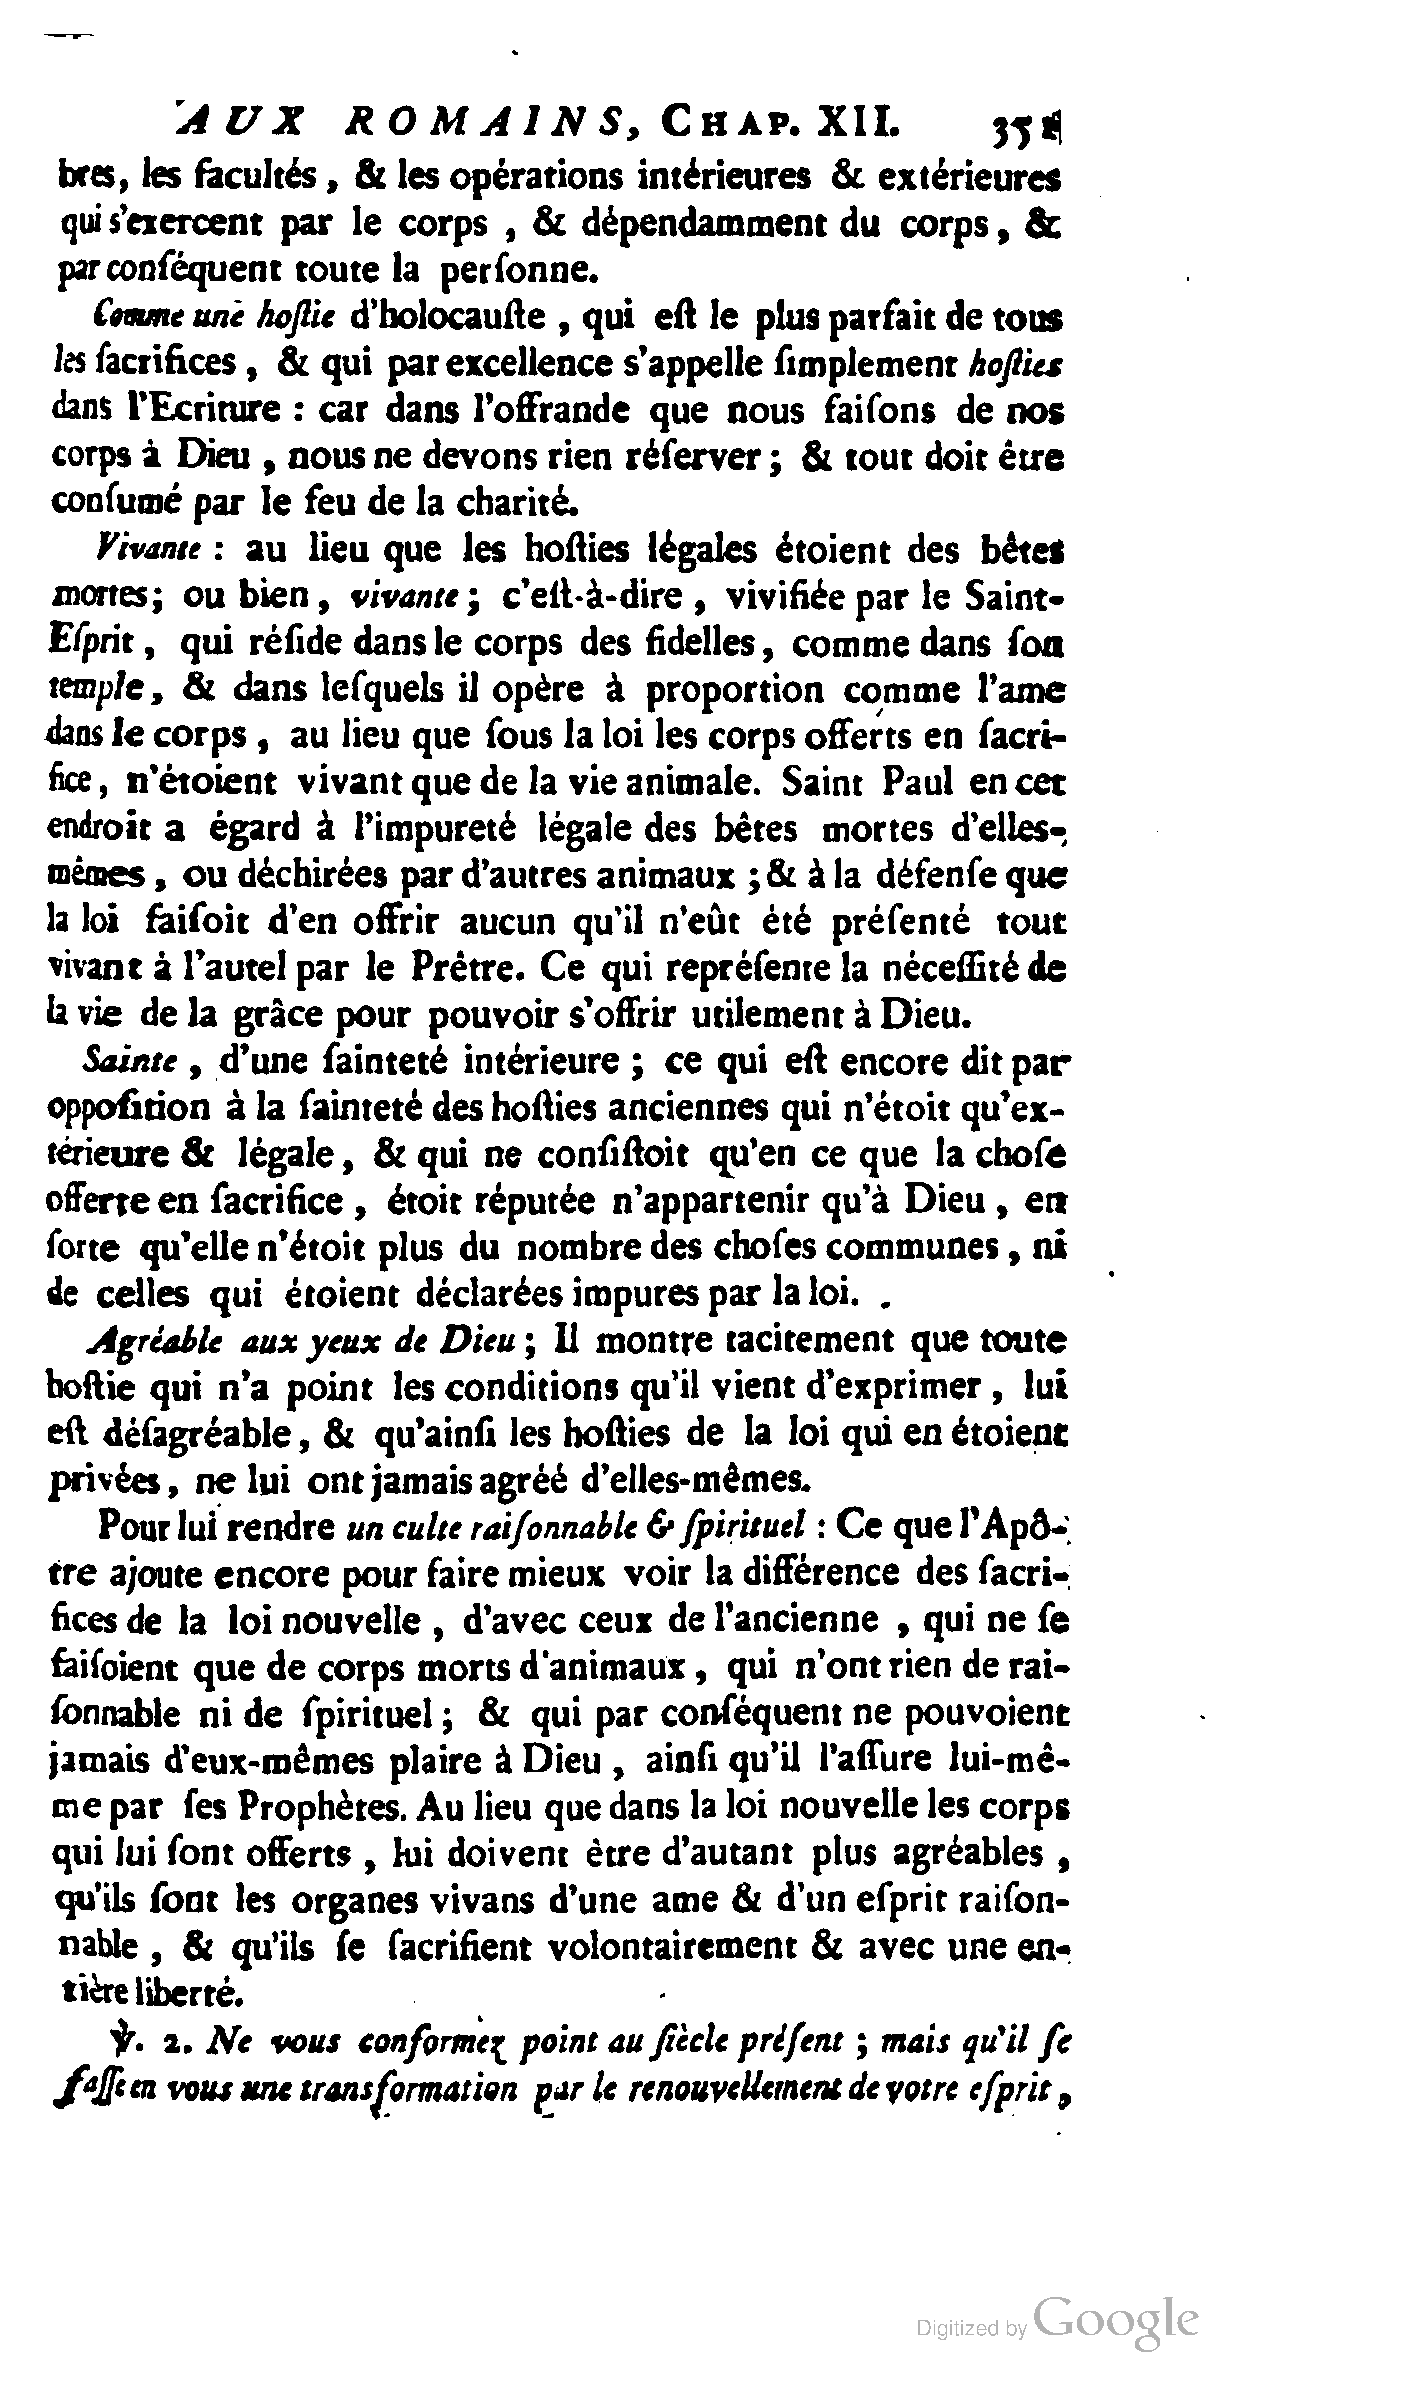 AUX ROMAINS, CHAP. XII. 351
bres, les facultés, & les opérations intérieures & extérieures
qui s'exercent par le corps , & dépendamment du corps, &
par conſéquent toute la perſonne.
Comme une hoſtie d'holocauſte , qui eſt le plus parfait de tous
les ſacrifices , & qui par excellence s'appelle ſimplement hoſties
dans l'Ecriture : car dans l'offrande que nous faiſons de nos
corps à Dieu , nous ne devons rien réſerver ; & tout doit être
conſumé par le feu de la charité.
Vivante : au lieu que les hoſties légales étoient des bêtes
mortes; ou bien, vivante ; c'eſt-à-dire , vivifiée par le Saint-
Eſprit , qui réſide dans le corps des fidelles, comme dans ſon
temple, & dans leſquels il opère à proportion comme l'ame
dans le corps , au lieu que ſous la loi les corps offerts en ſacri-
fice, n'étoient vivant que de la vie animale. Saint Paul en cet
endroit a égard à l'impureté légale des bêtes mortes d'elles-
mêmes , ou déchirées par d'autres animaux ; & à la défenſe que
la loi faiſoit d'en offrir aucun qu'il n'eût été préſenté tout
vivant à l'autel par le Prêtre. Ce qui repréſente la néceſſité de
la vie de la grâce pour pouvoir s'offrir utilement à Dieu.
Sainte , d'une ſainteté intérieure ; ce qui eſt encore dit par
oppoſition à la ſainteté des hoſties anciennes qui n'étoit qu'ex-
térieure & légale, & qui ne conſiſtoit qu'en ce que la choſe
offerte en ſacrifice , étoit réputée n'appartenir qu'à Dieu , en
ſorte qu'elle n'étoit plus du nombre des choſes communes , ni
de celles qui étoient déclarées impures par la loi.
Agréable aux yeux de Dieu ; Il montre tacitement que toute
hoſtie qui n'a point les conditions qu'il vient d'exprimer , lui
eſt déſagréable, & qu'ainſi les hoſties de la loi qui en étoient
privées, ne lui ont jamais agréé d'elles-mêmes.
Pour lui rendre un culte raiſonnable & ſpirituel : Ce que l'Apô-
tre ajoute encore pour faire mieux voir la différence des ſacri-
fices de la loi nouvelle , d'avec ceux de l'ancienne , qui ne ſe
faiſoient que de corps morts d'animaux , qui n'ont rien de rai-
ſonnable ni de ſpirituel ; & qui par conſéquent ne pouvoient
jamais d'eux-mêmes plaire à Dieu , ainſi qu'il l'aſſure lui-mê-
me par ſes Prophètes. Au lieu que dans la loi nouvelle les corps
qui lui ſont offerts , lui doivent être d'autant plus agréables ,
qu'ils ſont les organes vivans d'une ame & d'un eſprit raiſon-
nable , & qu'ils ſe ſacrifient volontairement & avec une en-
tière liberté.
℣. 2. Ne vous conformez point au ſiècle préſent ; mais qu'il ſe
faſſe en vous une transformation par le renouvellement de votre eſprit ,
Digitized by Google